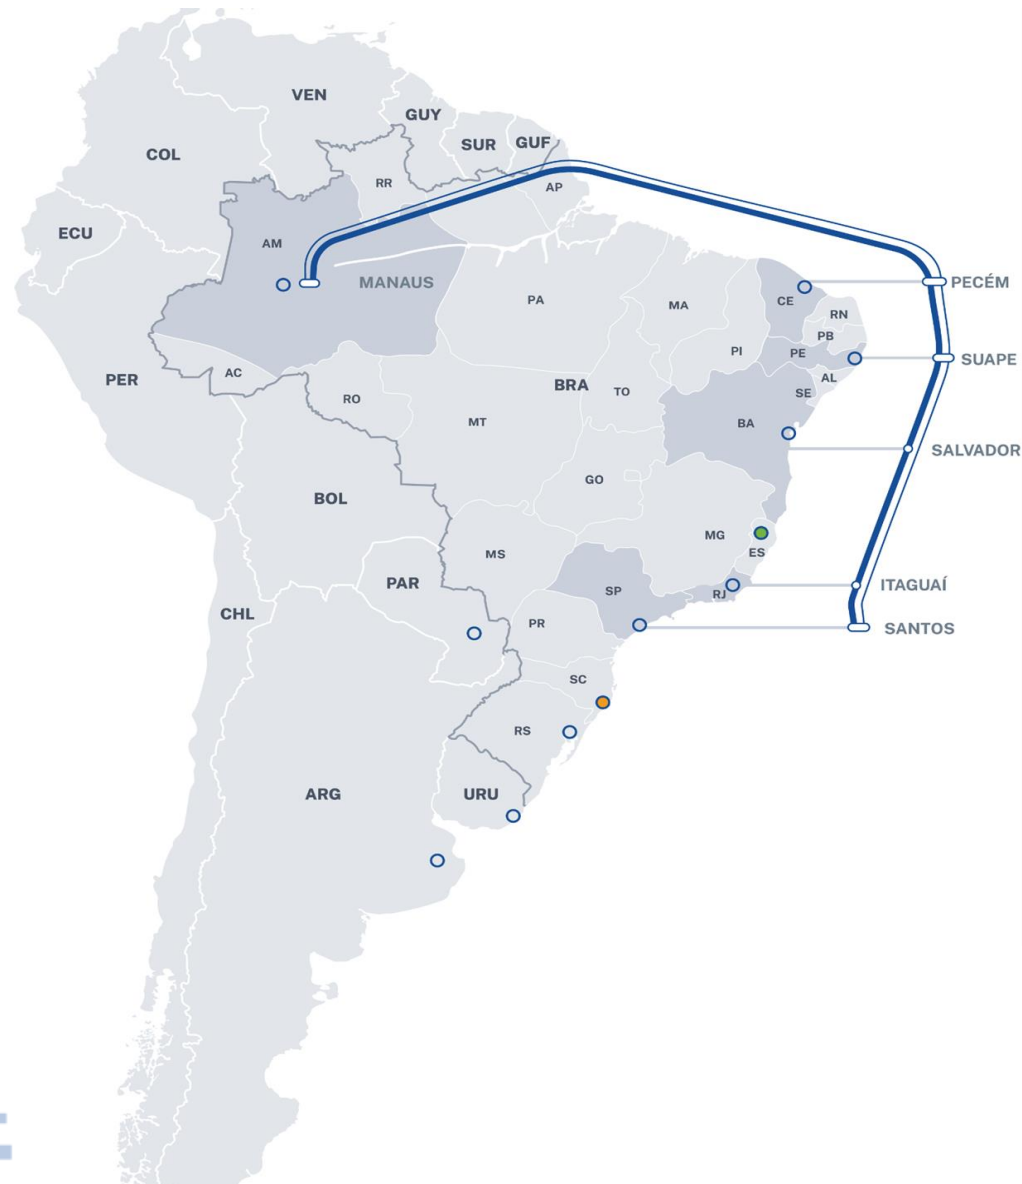 VEN
GUY
SUR
GUF
COL
RR
AP
ECU
AM
MANAUS
PECÉM
PA
CE
MA
RN
PB
PI
PE
SUAPE
PER
AC
BRA
AL
RO
TO
SE
MT
BA
SALVADOR
GO
BOL
MG
MS
ES
PAR
SP
ITAGUAÍ
RJ
CHL
PR
SANTOS
SC
RS
ARG
URU